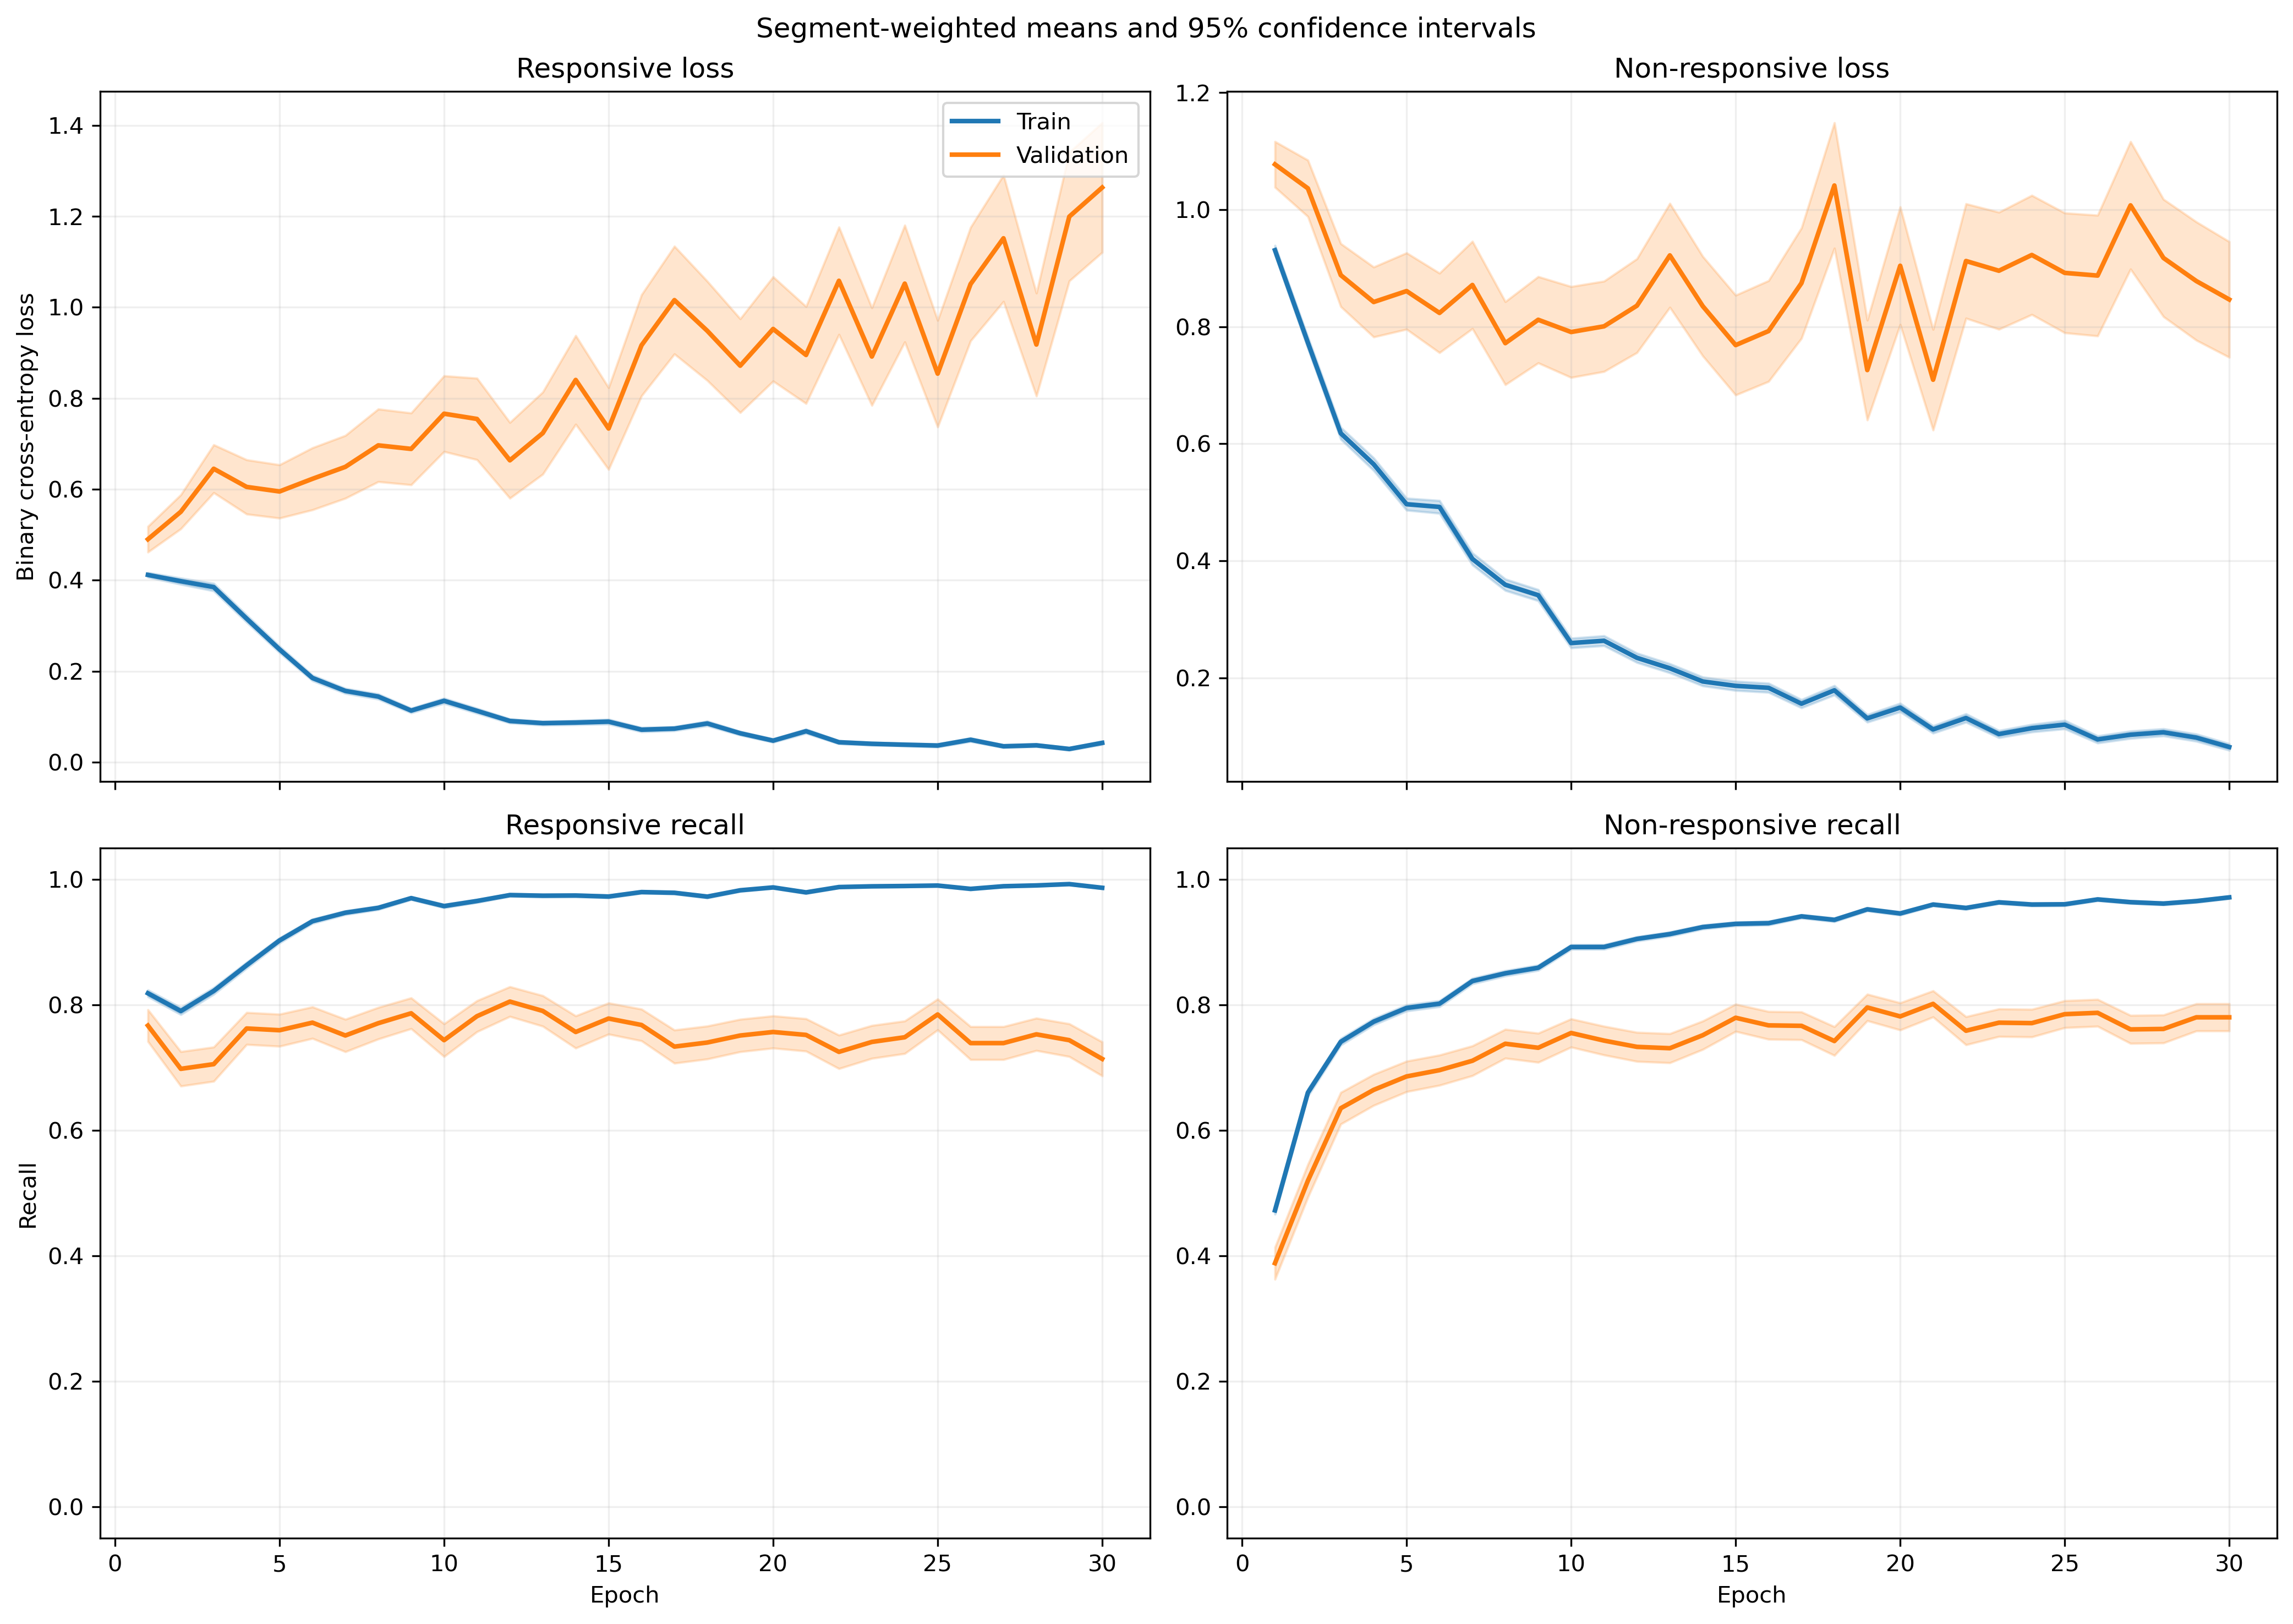 Segment-weighted means and 95% confidence intervals
Responsive loss
Non-responsive loss
Binary cross-entropy loss
1.4
1.2
1.0
0.8
0.6
0.4
0.2
0.0
Train
Validation
1.2
1.0
0.8
0.6
0.4
0.2
Responsive recall
Non-responsive recall
Recall
1.0
0.8
0.6
0.4
0.2
0.0
0 5 10 15 20 25 30
Epoch
1.0
0.8
0.6
0.4
0.2
0.0
0 5 10 15 20 25 30
Epoch